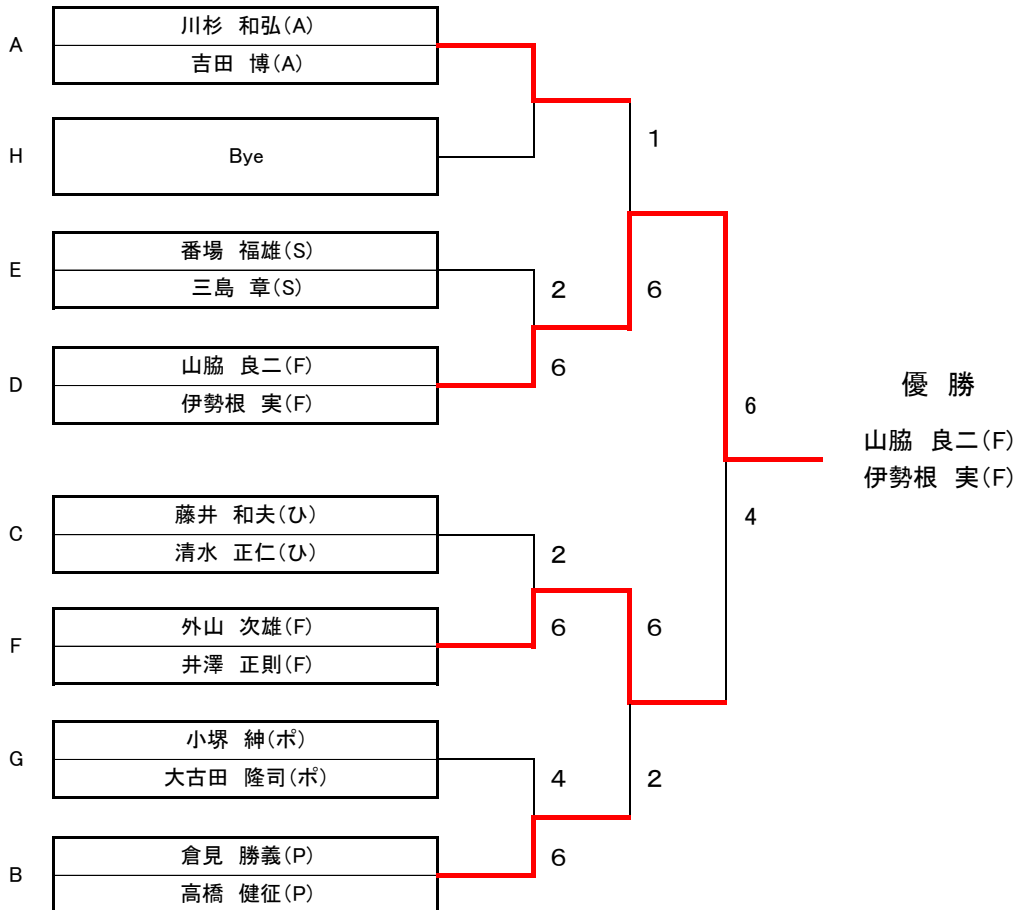 A
川杉 和弘(A)
吉田 博(A)
H
Bye
1
E
番場 福雄(S)
三島 章(S)
2
6
D
山脇 良二(F)
伊勢根 実(F)
6
6
優 勝
山脇 良二(F)
伊勢根 実(F)
4
C
藤井 和夫(ひ)
清水 正仁(ひ)
2
F
外山 次雄(F)
井澤 正則(F)
6
6
G
小堺 紳(ポ)
大古田 隆司(ポ)
4
2
B
倉見 勝義(P)
高橋 健征(P)
6